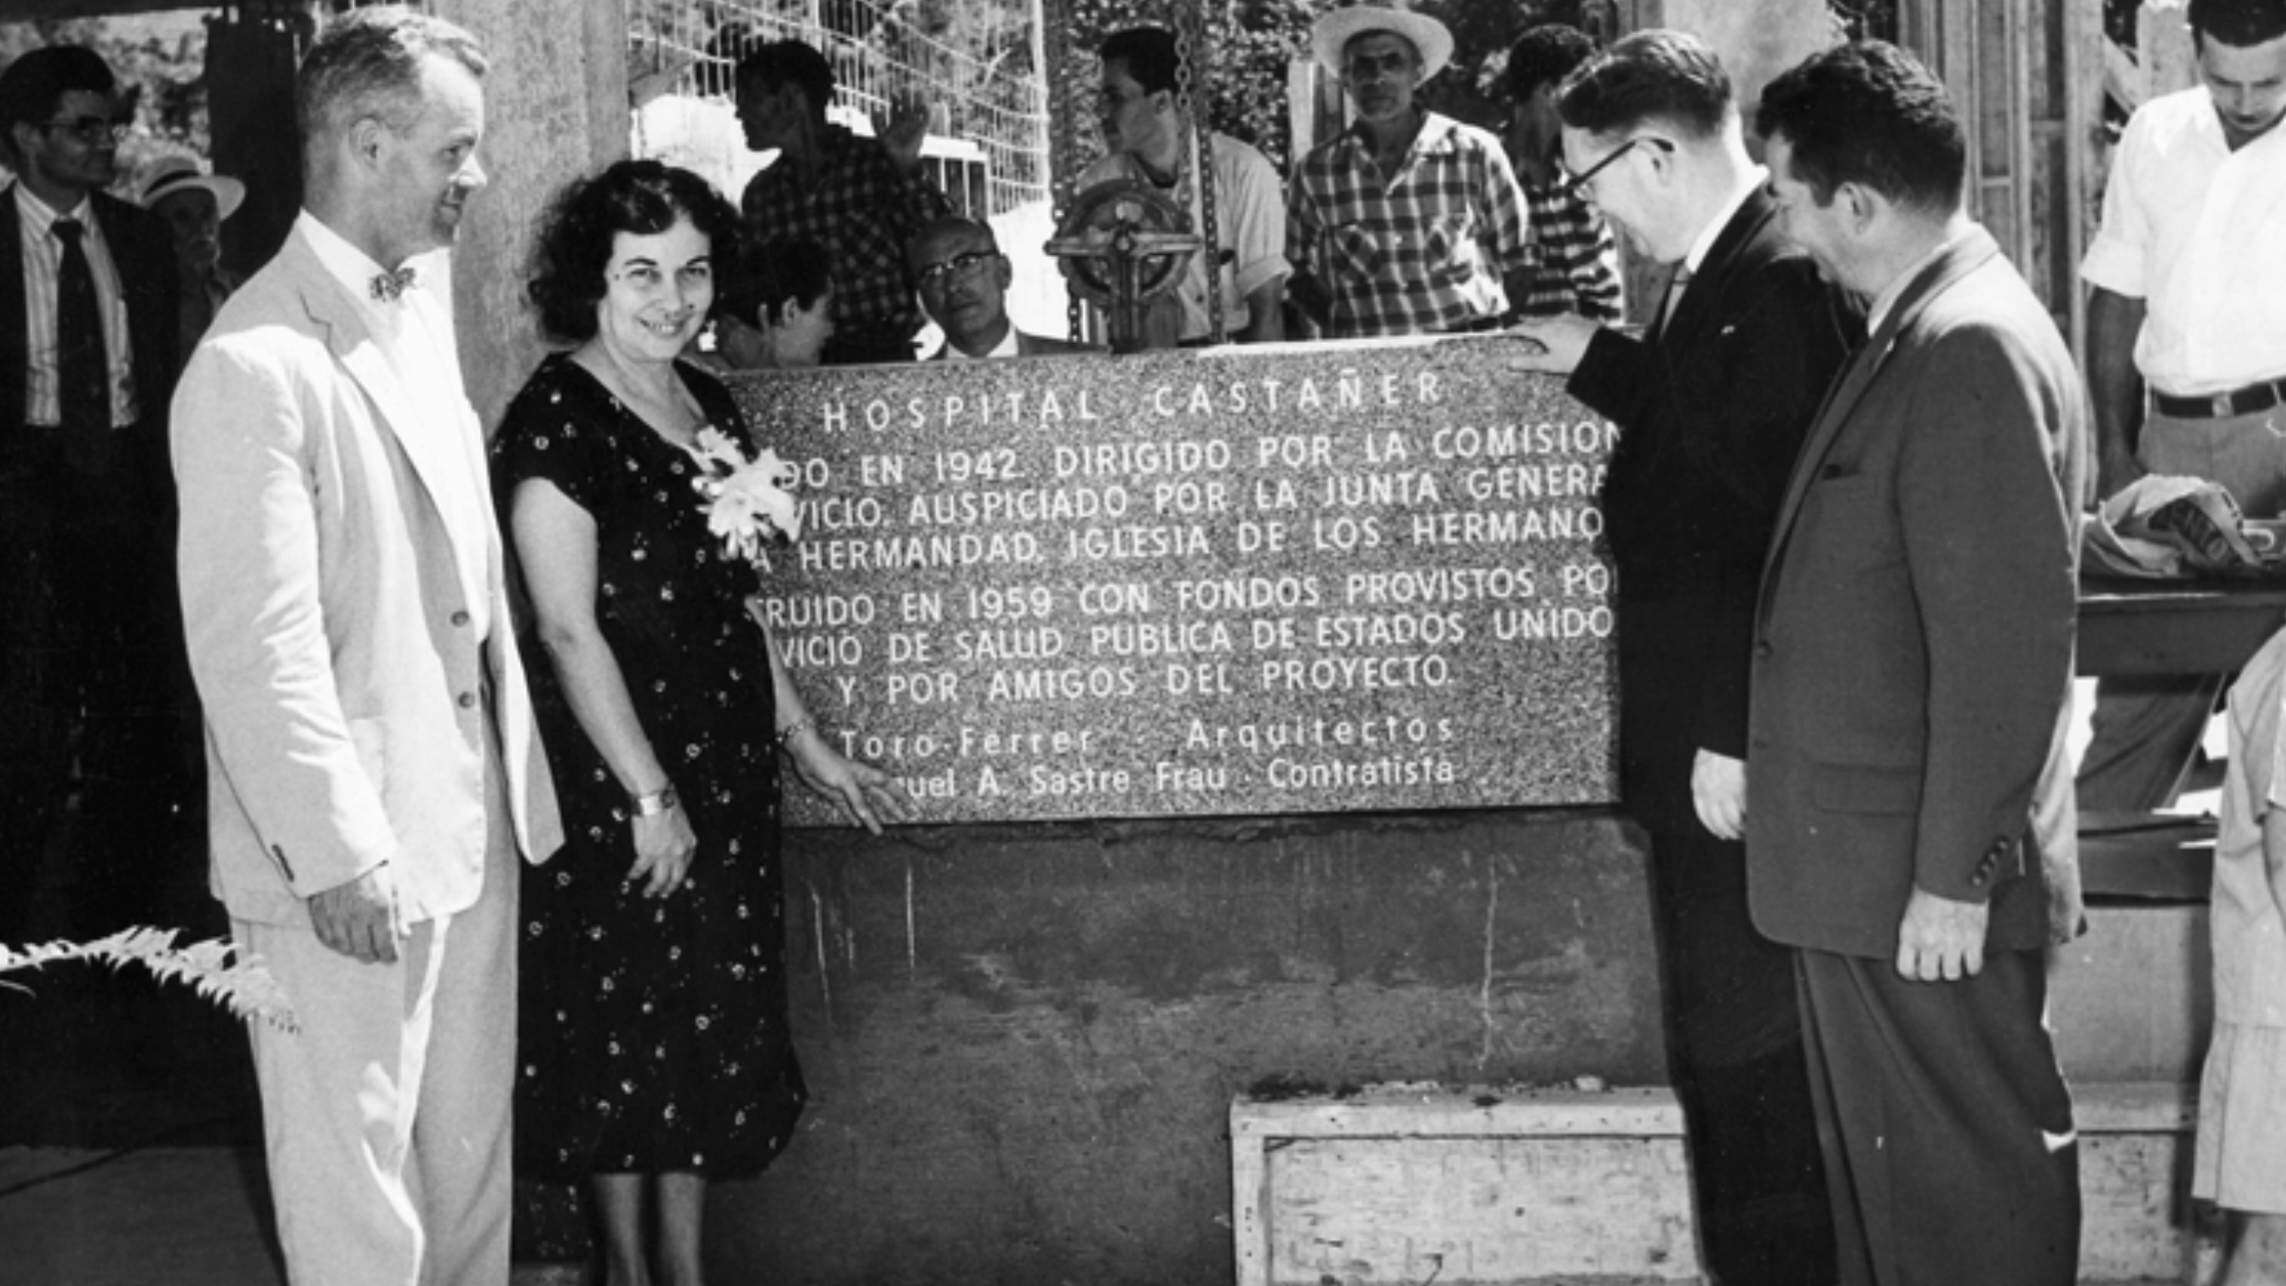 HOSPITAL CASTAÑER
DO EN 1942. DIRIGIDO POR LA COMISION
VICIO. AUSPICIADO POR LA JUNTA GENERA
A HERMANDAD. IGLESIA DE LOS HERMANO
TRUIDO EN 1959 CON FONDOS PROVISTOS PO
VICIO DE SALUD PUBLICA DE ESTADOS UNIDO
Y POR AMIGOS DEL PROYECTO.
Toro-Ferrer · Arquitectos
uel A. Sastre Frau · Contratista